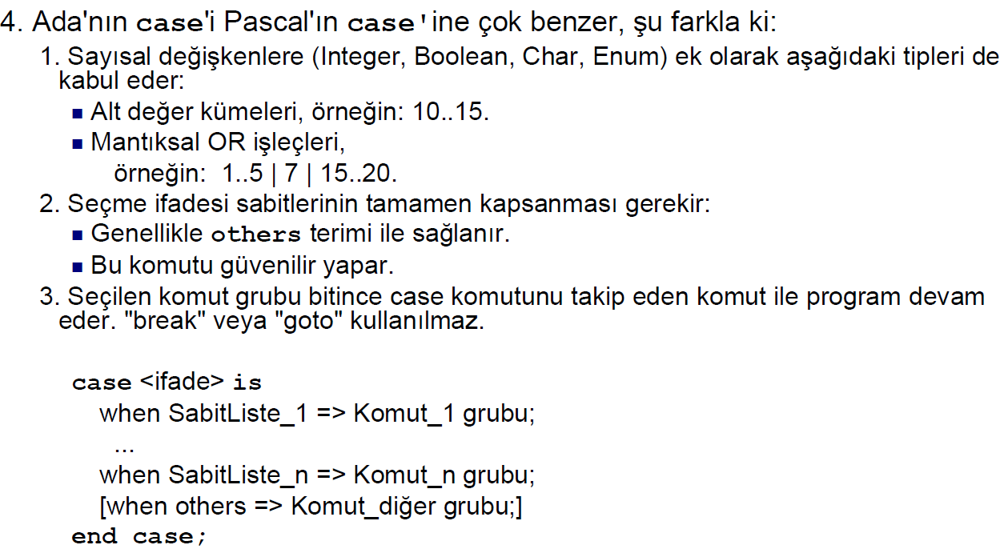 4. Ada'nın case'i Pascal'ın case'ine çok benzer, şu farkla ki:
1. Sayısal değişkenlere (Integer, Boolean, Char, Enum) ek olarak aşağıdaki tipleri de
kabul eder:
■ Alt değer kümeleri, örneğin: 10..15.
■ Mantıksal OR işleçleri,
örneğin: 1..5 | 7 | 15..20.
2. Seçme ifadesi sabitlerinin tamamen kapsanması gerekir:
■ Genellikle others terimi ile sağlanır.
■ Bu komutu güvenilir yapar.
3. Seçilen komut grubu bitince case komutunu takip eden komut ile program devam
eder. "break" veya "goto" kullanılmaz.
case <ifade> is
when SabitListe_1 => Komut_1 grubu;
...
when SabitListe_n => Komut_n grubu;
[when others => Komut_diğer grubu;]
end case;